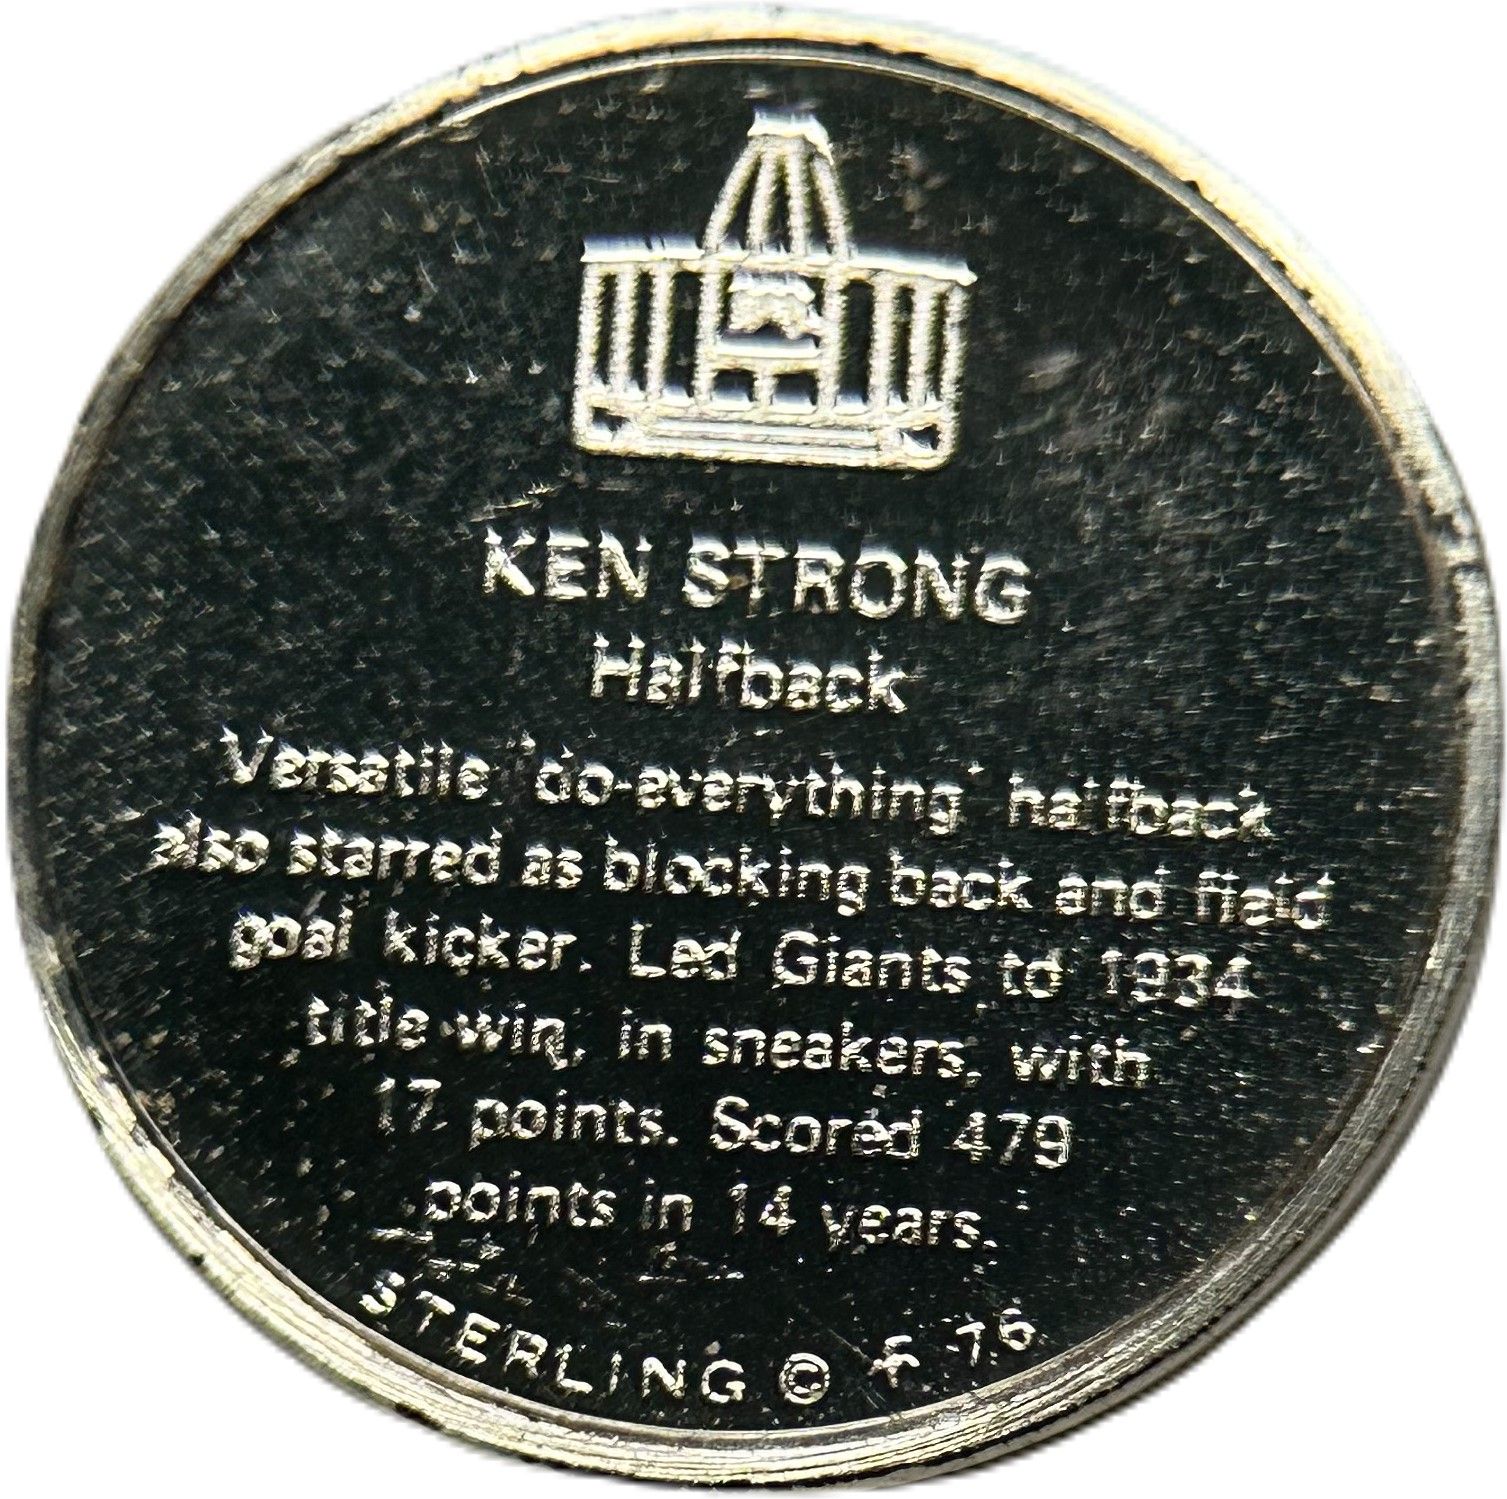 KEN STRONG
Halfback
Versatile "do-everything" halfback
also starred as blocking back and field
goal kicker. Led Giants to 1934
title win, in sneakers, with
17 points. Scored 479
points in 14 years.
STERLING © F 76